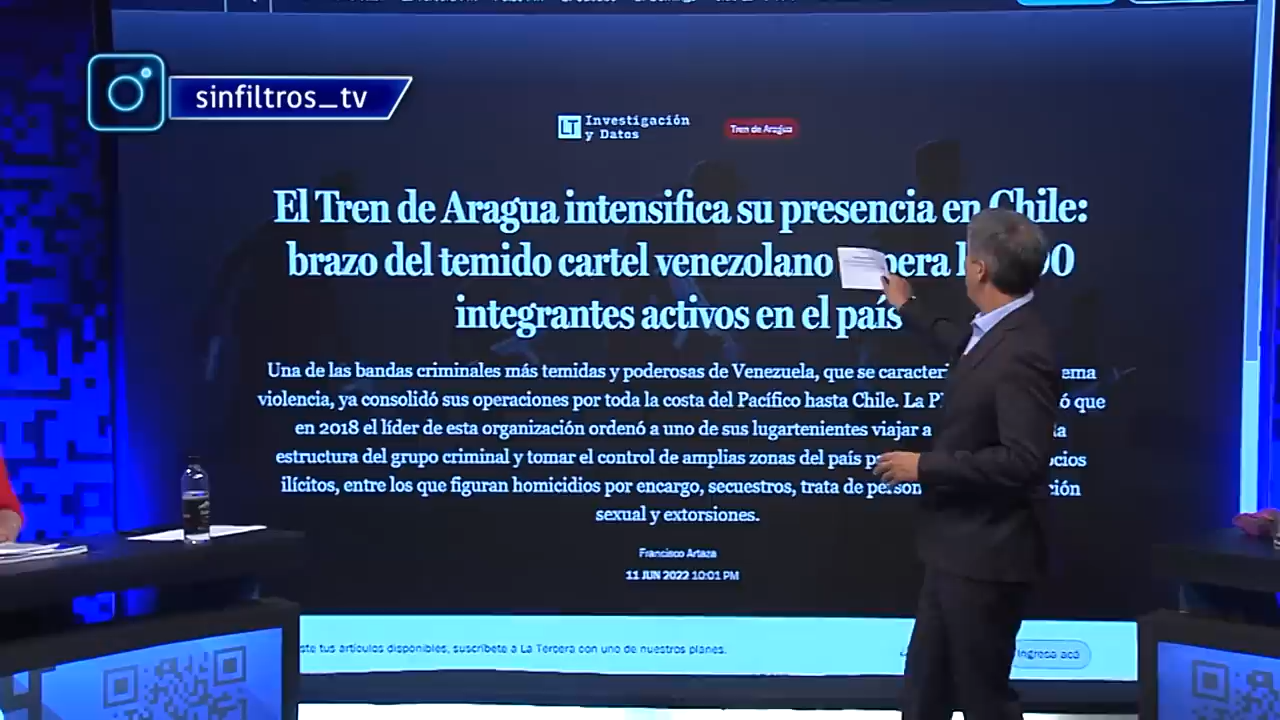 sinfiltros_tv
LT Investigación
y Datos
Tren de Aragua
El Tren de Aragua intensifica su presencia en Chile:
brazo del temido cartel venezolano
integrantes activos en el país
Una de las bandas criminales más temidas y poderosas de Venezuela, que se
violencia, ya consolidó sus operaciones por toda la costa del Pacífico hasta Chile. La que
en 2018 el líder de esta organización ordenó a uno de sus lugartenientes viajar a
estructura del grupo criminal y tomar el control de amplias zonas del país
ilícitos, entre los que figuran homicidios por encargo, secuestros, trata de
sexual y extorsiones.
Francisco Artaza
11 JUN 2022 10:01 PM
tus artículos disponibles, suscríbete a La Tercera con uno de nuestros planes.
Ingresa acá